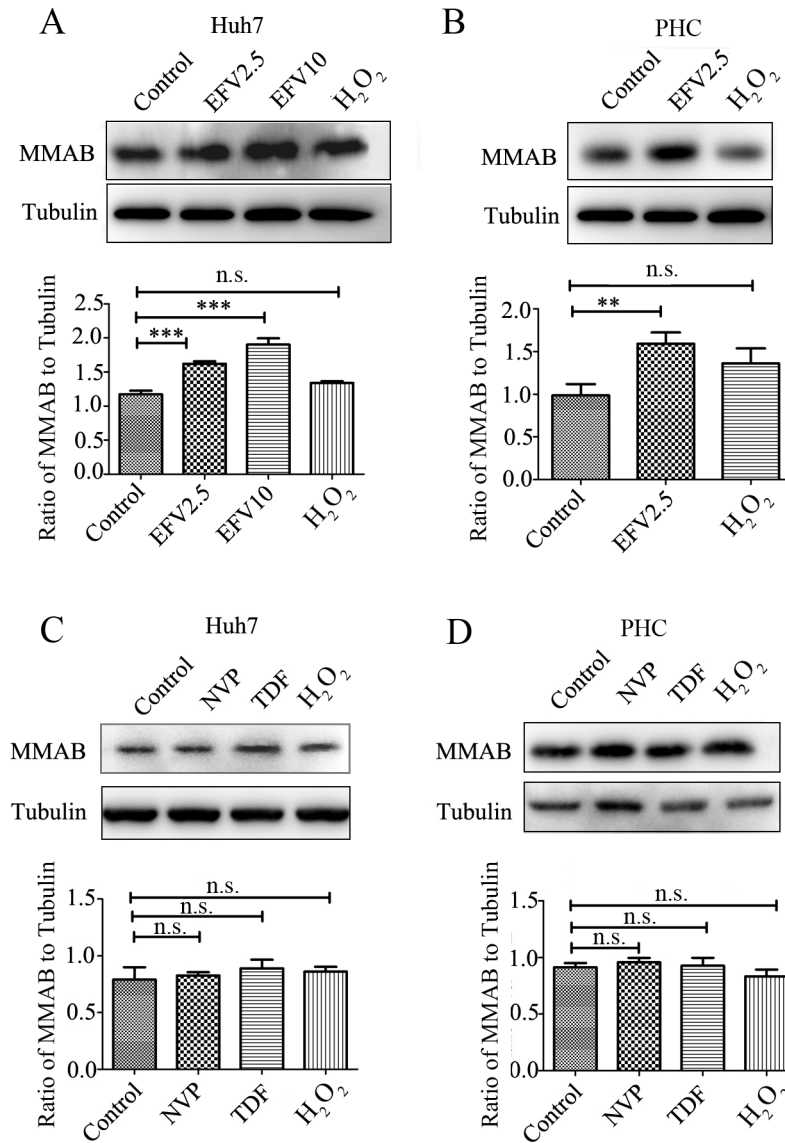 A
Huh7
Control
EFV2.5
EFV10
H₂O₂
MMAB
Tubulin
n.s.
***
***
Ratio of MMAB to Tubulin
2.5
2.0
1.5
1.0
0.5
0.0
Control
EFV2.5
EFV10
H₂O₂
B
PHC
Control
EFV2.5
H₂O₂
MMAB
Tubulin
n.s.
**
Ratio of MMAB to Tubulin
2.0
1.5
1.0
0.5
0.0
Control
EFV2.5
H₂O₂
C
Huh7
Control
NVP
TDF
H₂O₂
MMAB
Tubulin
n.s.
n.s.
n.s.
Ratio of MMAB to Tubulin
1.5
1.0
0.5
0.0
Control
NVP
TDF
H₂O₂
D
PHC
Control
NVP
TDF
H₂O₂
MMAB
Tubulin
n.s.
n.s.
n.s.
Ratio of MMAB to Tubulin
1.5
1.0
0.5
0.0
Control
NVP
TDF
H₂O₂